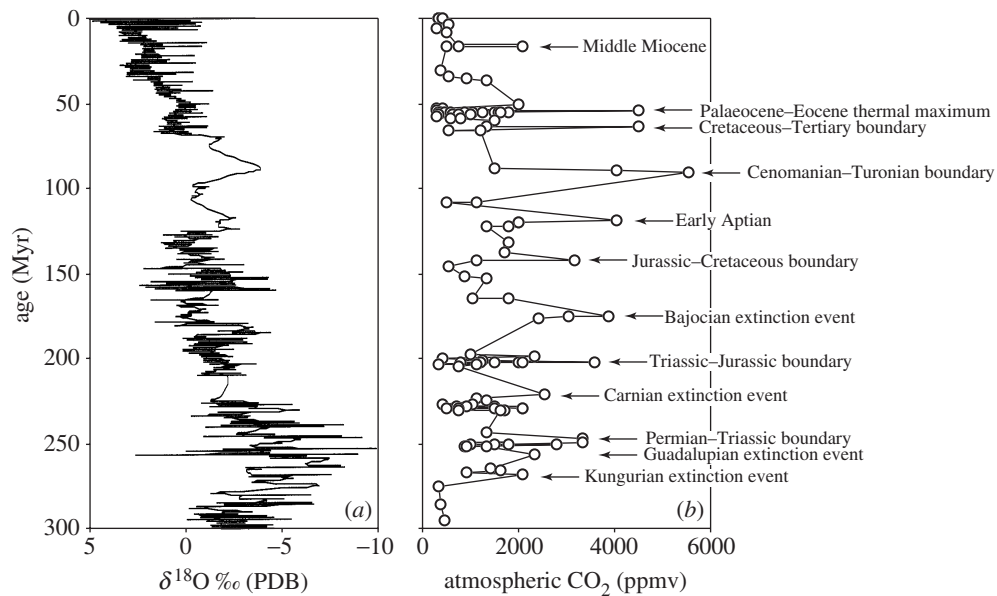 0
50
100
150
200
250
300
age (Myr)
5
0
−5
−10
δ18O ‰ (PDB)
(a)
Middle Miocene
Palaeocene–Eocene thermal maximum
Cretaceous–Tertiary boundary
Cenomanian–Turonian boundary
Early Aptian
Jurassic–Cretaceous boundary
Bajocian extinction event
Triassic–Jurassic boundary
Carnian extinction event
Permian–Triassic boundary
Guadalupian extinction event
Kungurian extinction event
(b)
0
2000
4000
6000
atmospheric CO2 (ppmv)